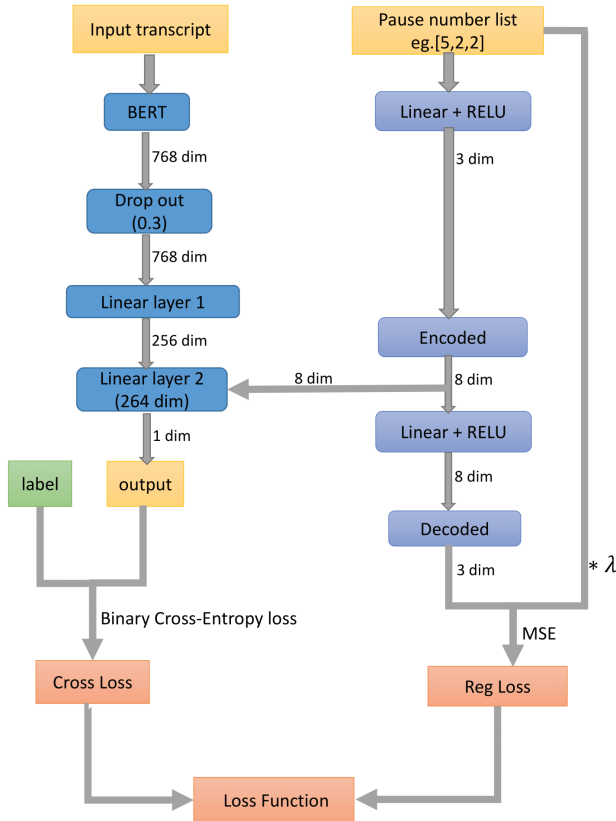 Input transcript
BERT
768 dim
Drop out
(0.3)
768 dim
Linear layer 1
256 dim
Linear layer 2
(264 dim)
1 dim
label
output
Binary Cross-Entropy loss
Cross Loss
Pause number list
eg.[5,2,2]
Linear + RELU
3 dim
Encoded
8 dim
8 dim
Linear + RELU
8 dim
Decoded
3 dim
* λ
MSE
Reg Loss
Loss Function